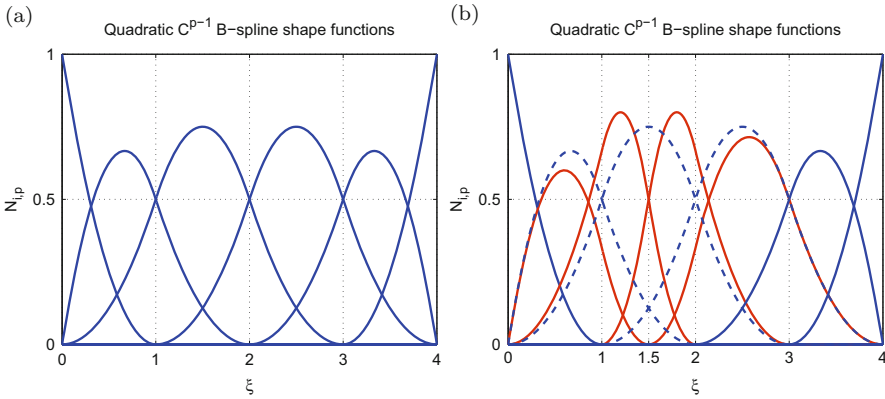 (a)
Quadratic C^{p−1} B−spline shape functions
1
0.5
0
N_{i,p}
0 1 2 3 4
ξ
(b)
Quadratic C^{p−1} B−spline shape functions
1
0.5
0
N_{i,p}
0 1 1.5 2 3 4
ξ